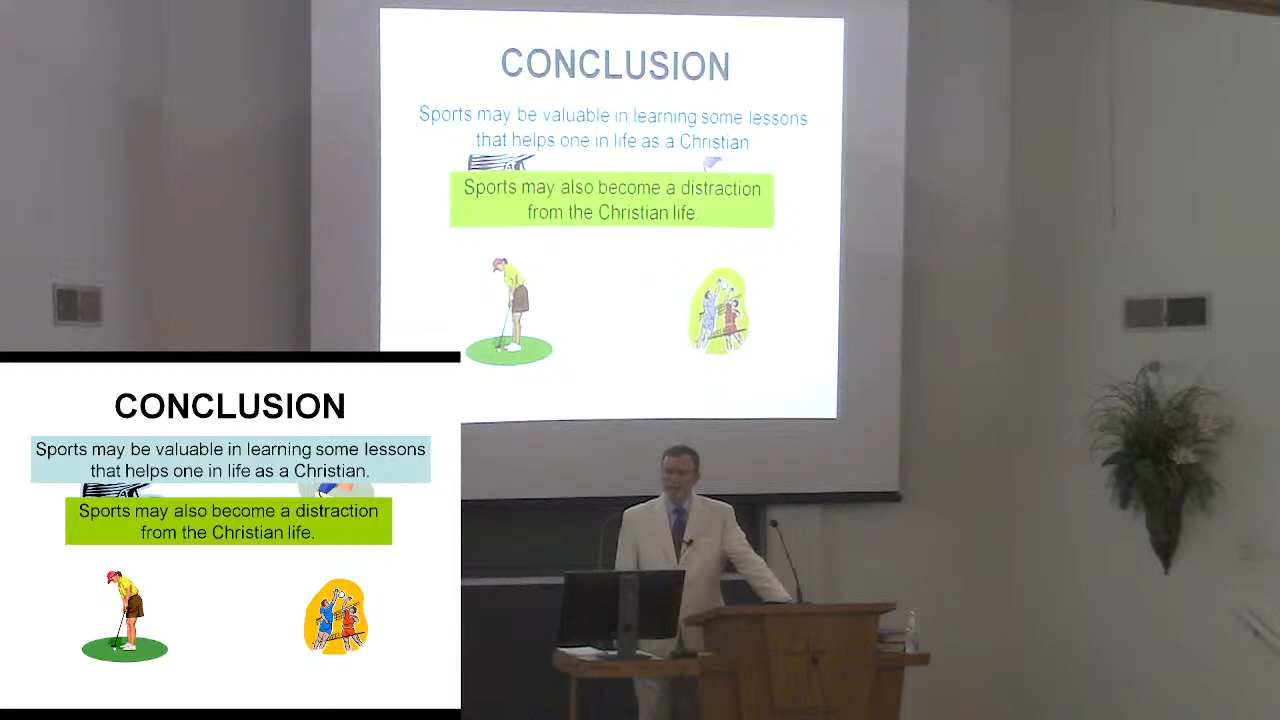 CONCLUSION
Sports may be valuable in learning some lessons
that helps one in life as a Christian
Sports may also become a distraction
from the Christian life.
CONCLUSION
Sports may be valuable in learning some lessons
that helps one in life as a Christian.
Sports may also become a distraction
from the Christian life.